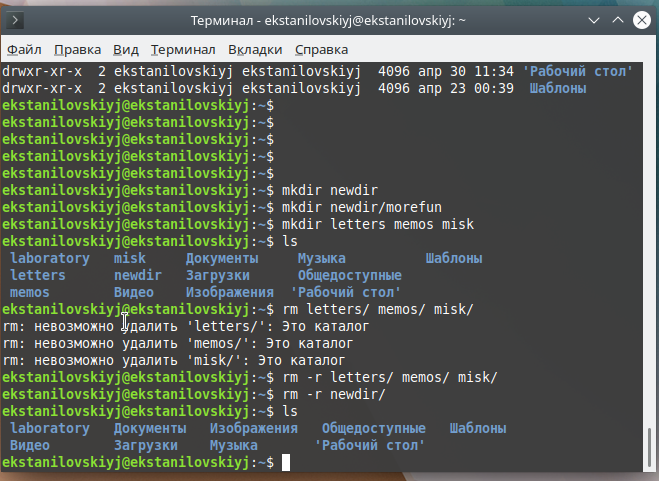 Терминал - ekstanilovskiyj@ekstanilovskiyj: ~
Файл Правка Вид Терминал Вкладки Справка
drwxr-xr-x 2 ekstanilovskiyj ekstanilovskiyj 4096 апр 30 11:34 'Рабочий стол'
drwxr-xr-x 2 ekstanilovskiyj ekstanilovskiyj 4096 апр 23 00:39 Шаблоны
ekstanilovskiyj@ekstanilovskiyj:~$
ekstanilovskiyj@ekstanilovskiyj:~$
ekstanilovskiyj@ekstanilovskiyj:~$
ekstanilovskiyj@ekstanilovskiyj:~$
ekstanilovskiyj@ekstanilovskiyj:~$
ekstanilovskiyj@ekstanilovskiyj:~$ mkdir newdir
ekstanilovskiyj@ekstanilovskiyj:~$ mkdir newdir/morefun
ekstanilovskiyj@ekstanilovskiyj:~$ mkdir letters memos misk
ekstanilovskiyj@ekstanilovskiyj:~$ ls
laboratory misk Документы Музыка Шаблоны
letters newdir Загрузки Общедоступные
memos Видео Изображения 'Рабочий стол'
ekstanilovskiyj@ekstanilovskiyj:~$ rm letters/ memos/ misk/
rm: невозможно удалить 'letters/': Это каталог
rm: невозможно удалить 'memos/': Это каталог
rm: невозможно удалить 'misk/': Это каталог
ekstanilovskiyj@ekstanilovskiyj:~$ rm -r letters/ memos/ misk/
ekstanilovskiyj@ekstanilovskiyj:~$ rm -r newdir/
ekstanilovskiyj@ekstanilovskiyj:~$ ls
laboratory Документы Изображения Общедоступные Шаблоны
Видео Загрузки Музыка 'Рабочий стол'
ekstanilovskiyj@ekstanilovskiyj:~$